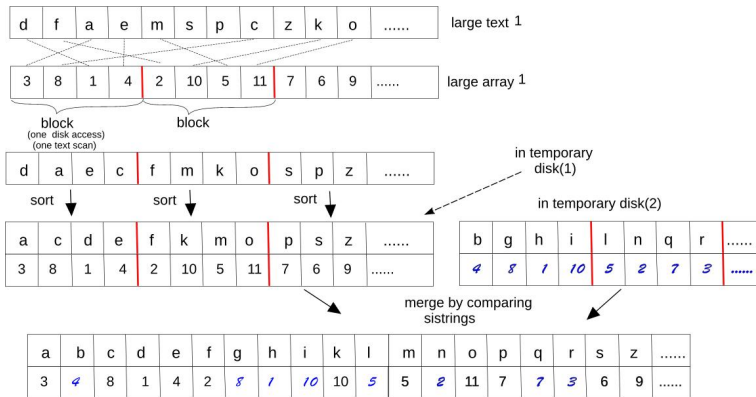 d f a e m s p c z k o ...... large text 1
3 8 1 4 2 10 5 11 7 6 9 ...... large array 1
block block
(one disk access)
(one text scan)
d a e c f m k o s p z ......
in temporary
disk(1)
sort sort sort
in temporary disk(2)
a c d e f k m o p s z ......
3 8 1 4 2 10 5 11 7 6 9 ......
b g h i l n q r ......
4 8 1 10 5 2 7 3 ......
merge by comparing
sistrings
a b c d e f g h i k l m n o p q r s z ......
3 4 8 1 4 2 8 1 10 10 5 5 2 11 7 7 3 6 9 ......